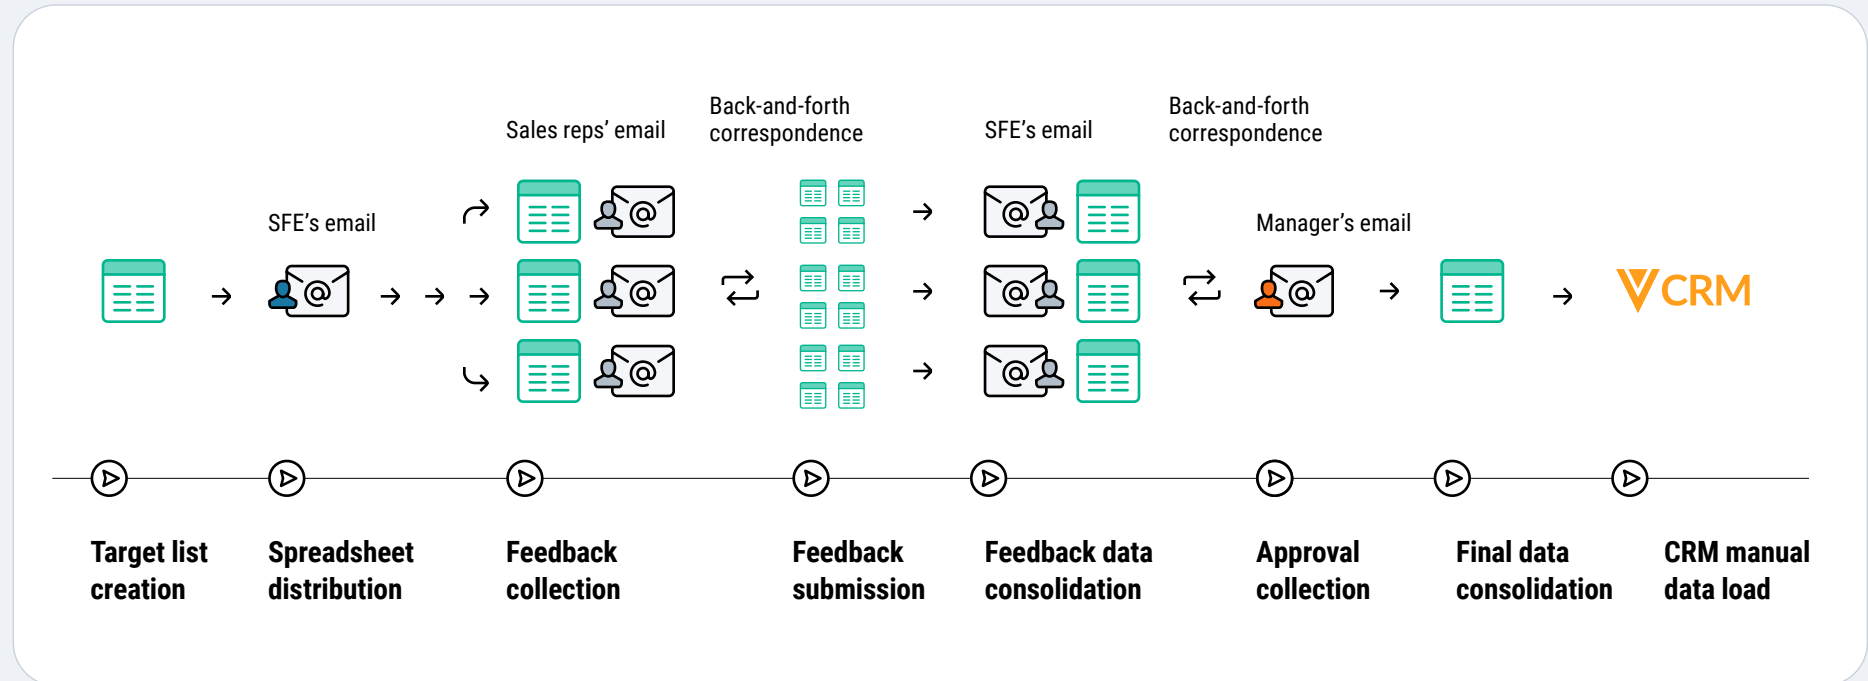 Back-and-forth
correspondence
Sales reps’ email
SFE’s email
Back-and-forth
correspondence
SFE’s email
Manager’s email
@
@
@
@
@
@
@
@
VCRM
Target list
creation
Spreadsheet
distribution
Feedback
collection
Feedback
submission
Feedback data
consolidation
Approval
collection
Final data
consolidation
CRM manual
data load